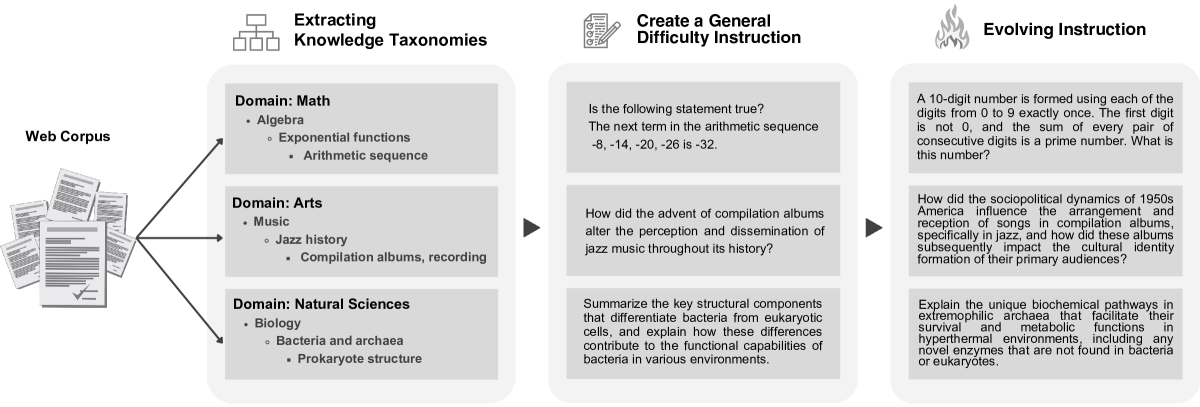 Extracting
Knowledge Taxonomies
Create a General
Difficulty Instruction
Evolving Instruction
Web Corpus
Domain: Math
• Algebra
◦ Exponential functions
▪ Arithmetic sequence
Domain: Arts
• Music
◦ Jazz history
▪ Compilation albums, recording
Domain: Natural Sciences
• Biology
◦ Bacteria and archaea
▪ Prokaryote structure
Is the following statement true?
The next term in the arithmetic sequence
-8, -14, -20, -26 is -32.
How did the advent of compilation albums
alter the perception and dissemination of
jazz music throughout its history?
Summarize the key structural components
that differentiate bacteria from eukaryotic
cells, and explain how these differences
contribute to the functional capabilities of
bacteria in various environments.
A 10-digit number is formed using each of the
digits from 0 to 9 exactly once. The first digit
is not 0, and the sum of every pair of
consecutive digits is a prime number. What is
this number?
How did the sociopolitical dynamics of 1950s
America influence the arrangement and
reception of songs in compilation albums,
specifically in jazz, and how did these albums
subsequently impact the cultural identity
formation of their primary audiences?
Explain the unique biochemical pathways in
extremophilic archaea that facilitate their
survival and metabolic functions in
hyperthermal environments, including any
novel enzymes that are not found in bacteria
or eukaryotes.